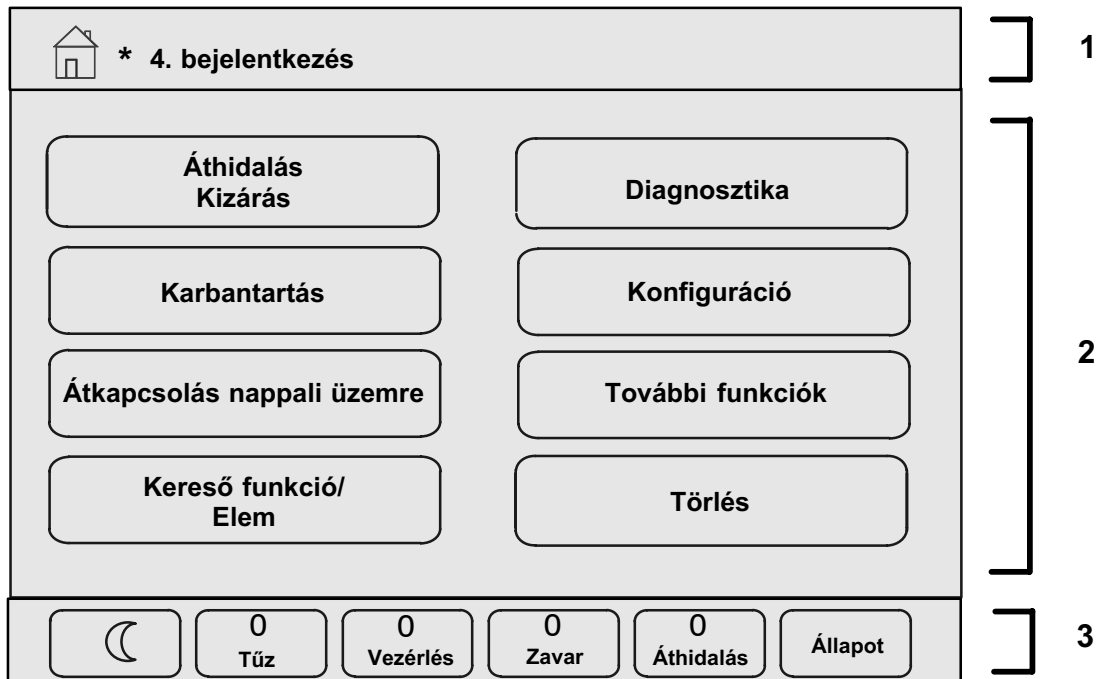 * 4. bejelentkezés
1
Áthidalás
Kizárás
Diagnosztika
Karbantartás
Konfiguráció
2
Átkapcsolás nappali üzemre
További funkciók
Kereső funkció/
Elem
Törlés
0
Tűz
0
Vezérlés
0
Zavar
0
Áthidalás
Állapot
3